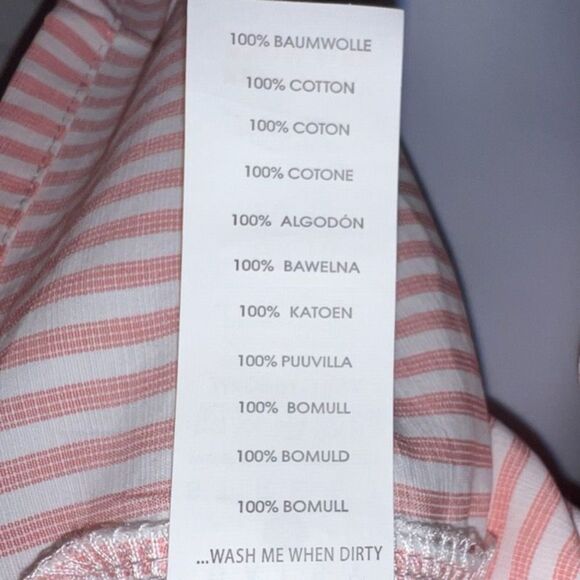 100% BAUMWOLLE
100% COTTON
100% COTON
100% COTONE
100% ALGODÓN
100% BAWELNA
100% KATOEN
100% PUUVILLA
100% BOMULL
100% BOMULD
100% BOMULL
...WASH ME WHEN DIRTY